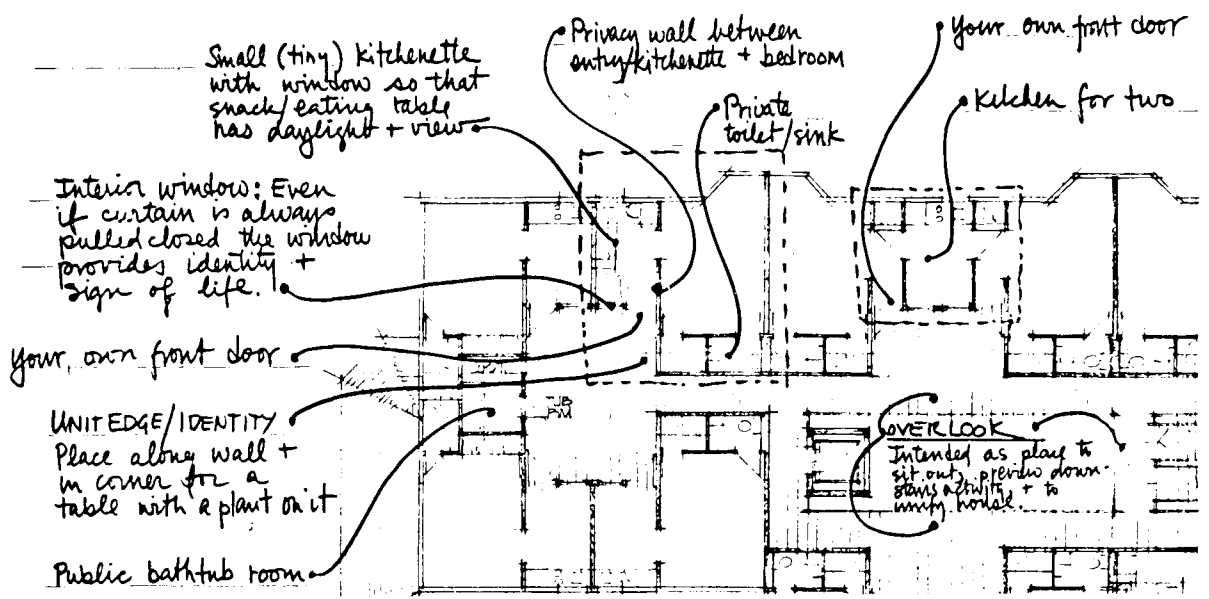 Small (tiny) kitchenette
with window so that
snack/eating table
has daylight + view
Privacy wall between
entry/kitchenette + bedroom
Private
toilet/sink
Your own front door
Kitchen for two
Interior window: Even
if curtain is always
pulled closed the window
provides identity +
sign of life.
Your own front door
UNIT EDGE/IDENTITY
Place along wall +
in corner for a
table with a plant on it
Public bathtub room
TUB
RM
OVERLOOK
Intended as place to
sit out, preview down-
stairs activity, + to
unify house.